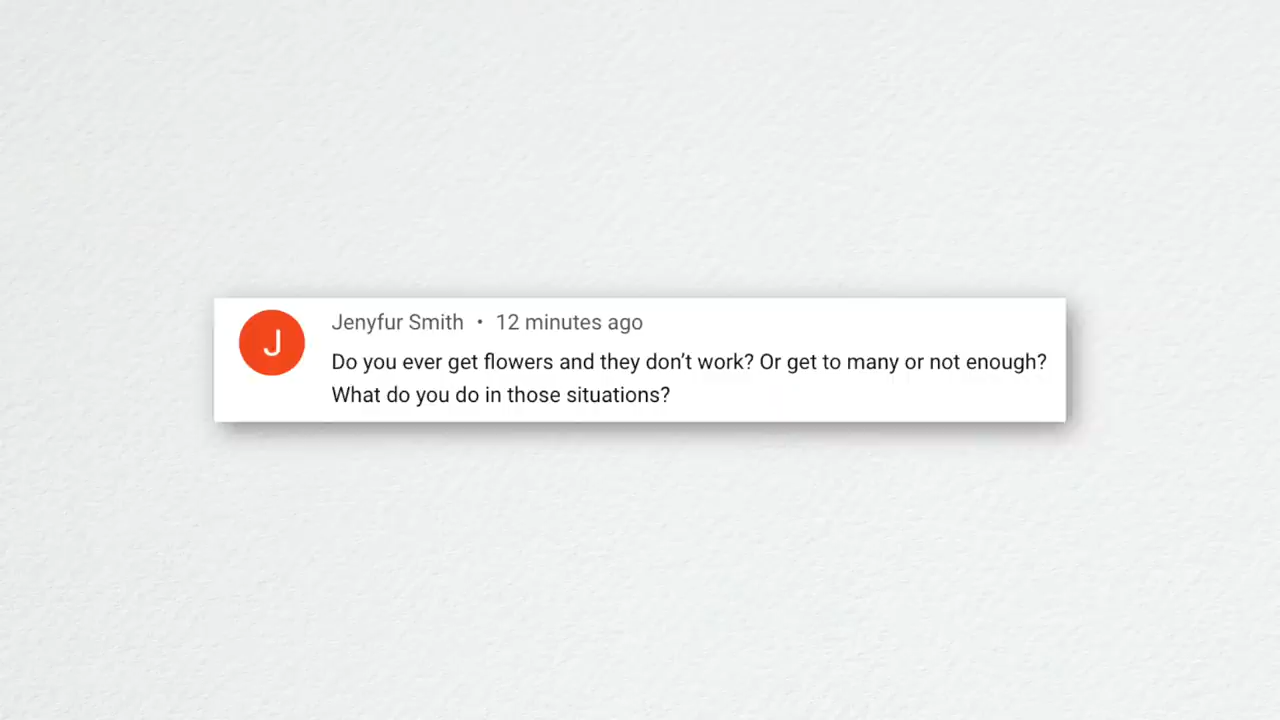 J
Jenyfur Smith • 12 minutes ago
Do you ever get flowers and they don’t work? Or get to many or not enough?
What do you do in those situations?